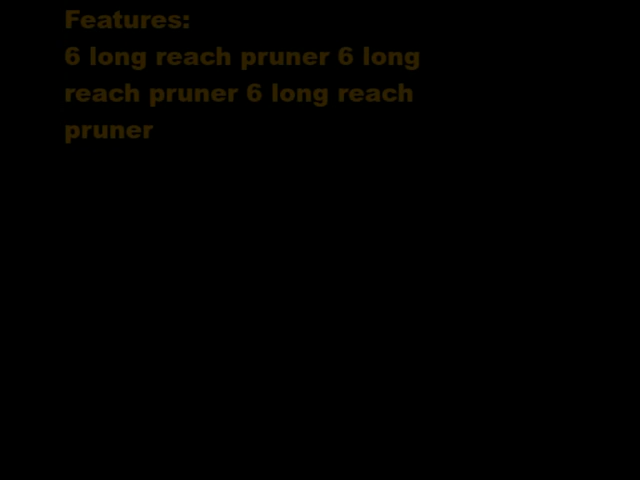 Features:
6 long reach pruner 6 long
reach pruner 6 long reach
pruner